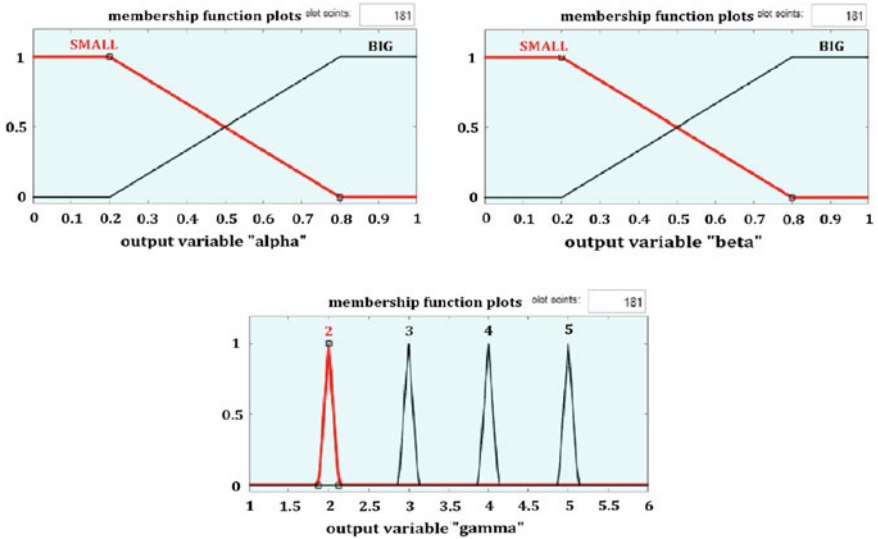 membership function plots plot points: 181
SMALL BIG
1
0.5
0
0 0.1 0.2 0.3 0.4 0.5 0.6 0.7 0.8 0.9 1
output variable "alpha"
membership function plots plot points: 181
SMALL BIG
1
0.5
0
0 0.1 0.2 0.3 0.4 0.5 0.6 0.7 0.8 0.9 1
output variable "beta"
membership function plots plot points: 181
2 3 4 5
1
0.5
0
1 1.5 2 2.5 3 3.5 4 4.5 5 5.5 6
output variable "gamma"